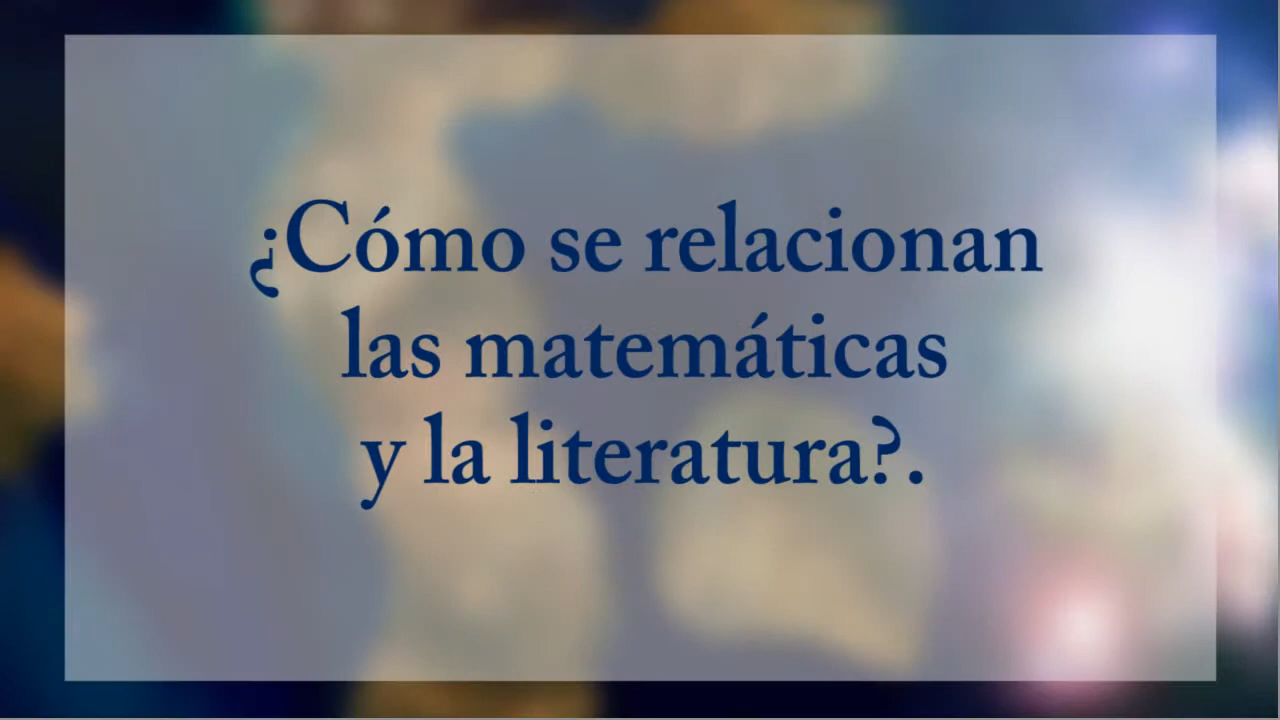 ¿Cómo se relacionan
las matemáticas
y la literatura?.